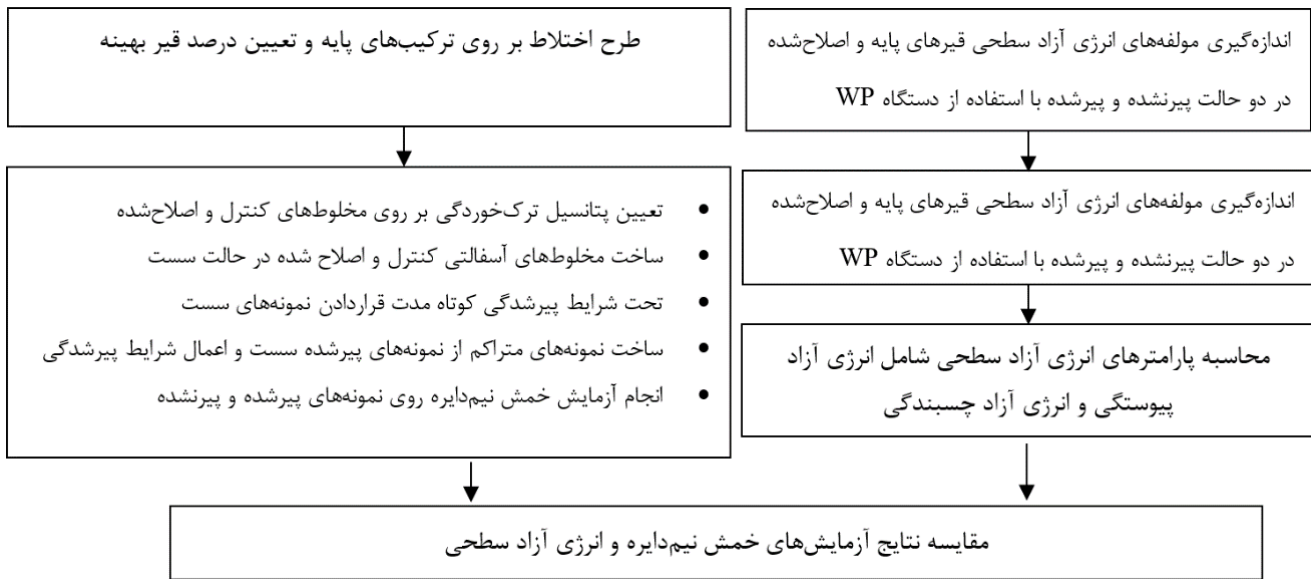 اندازه‌گیری مولفه‌های انرژی آزاد سطحی قیرهای پایه و اصلاح‌شده
در دو حالت پیرنشده و پیرشده با استفاده از دستگاه WP
اندازه‌گیری مولفه‌های انرژی آزاد سطحی قیرهای پایه و اصلاح‌شده
در دو حالت پیرنشده و پیرشده با استفاده از دستگاه WP
محاسبه پارامترهای انرژی آزاد سطحی شامل انرژی آزاد
پیوستگی و انرژی آزاد چسبندگی
طرح اختلاط بر روی ترکیب‌های پایه و تعیین درصد قیر بهینه
• تعیین پتانسیل ترک‌خوردگی بر روی مخلوط‌های کنترل و اصلاح‌شده
• ساخت مخلوط‌های آسفالتی کنترل و اصلاح شده در حالت سست
• تحت شرایط پیرشدگی کوتاه مدت قراردادن نمونه‌های سست
• ساخت نمونه‌های متراکم از نمونه‌های پیرشده سست و اعمال شرایط پیرشدگی
• انجام آزمایش خمش نیم‌دایره روی نمونه‌های پیرشده و پیرنشده
مقایسه نتایج آزمایش‌های خمش نیم‌دایره و انرژی آزاد سطحی